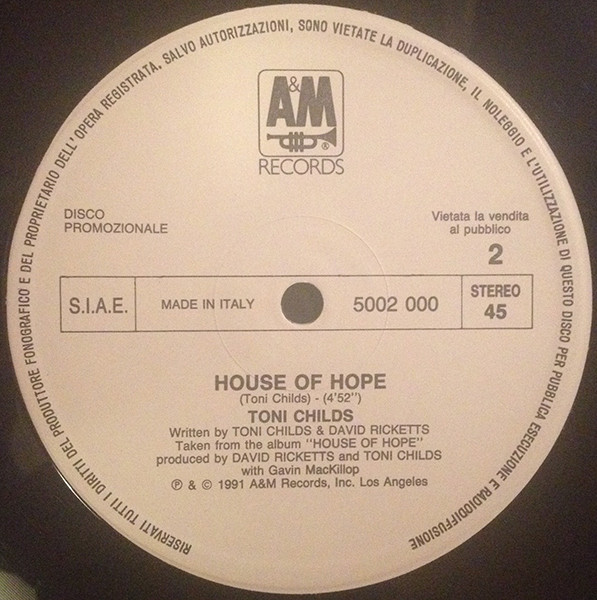 RISERVATI TUTTI I DIRITTI DEL PRODUTTORE FONOGRAFICO E DEL PROPRIETARIO DELL'OPERA REGISTRATA. SALVO AUTORIZZAZIONI, SONO VIETATE LA DUPLICAZIONE, IL NOLEGGIO E L'UTILIZZAZIONE DI QUESTO DISCO PER PUBBLICA ESECUZIONE E RADIODIFFUSIONE
A&M
®
RECORDS
DISCO
PROMOZIONALE
Vietata la vendita
al pubblico
2
S.I.A.E.
MADE IN ITALY
5002 000
STEREO
45
HOUSE OF HOPE
(Toni Childs) - (4'52'')
TONI CHILDS
Written by TONI CHILDS & DAVID RICKETTS
Taken from the album ''HOUSE OF HOPE''
produced by DAVID RICKETTS and TONI CHILDS
with Gavin MacKillop
℗ & © 1991 A&M Records, Inc. Los Angeles